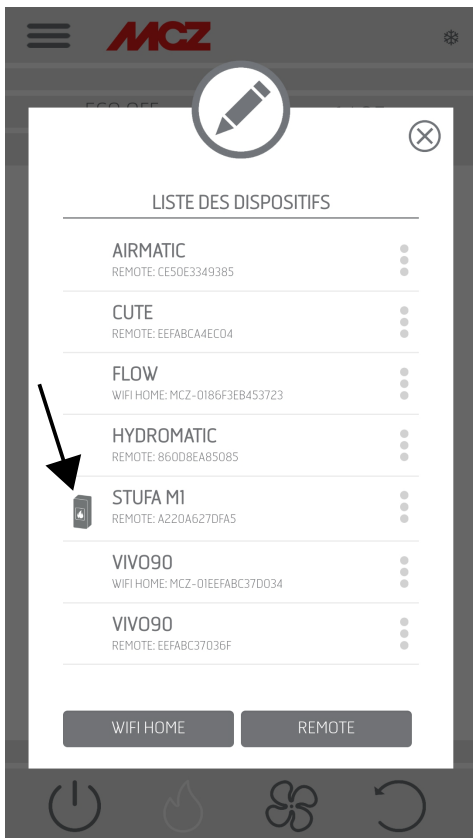 MCZ
LISTE DES DISPOSITIFS
AIRMATIC
REMOTE: CE50E3349385
CUTE
REMOTE: EEFABCA4EC04
FLOW
WIFI HOME: MCZ-0186F3EB453723
HYDROMATIC
REMOTE: 860D8EA85085
STUFA M1
REMOTE: A220A627DFA5
VIVO90
WIFI HOME: MCZ-01EEFABC37D034
VIVO90
REMOTE: EEFABC37036F
WIFI HOME REMOTE